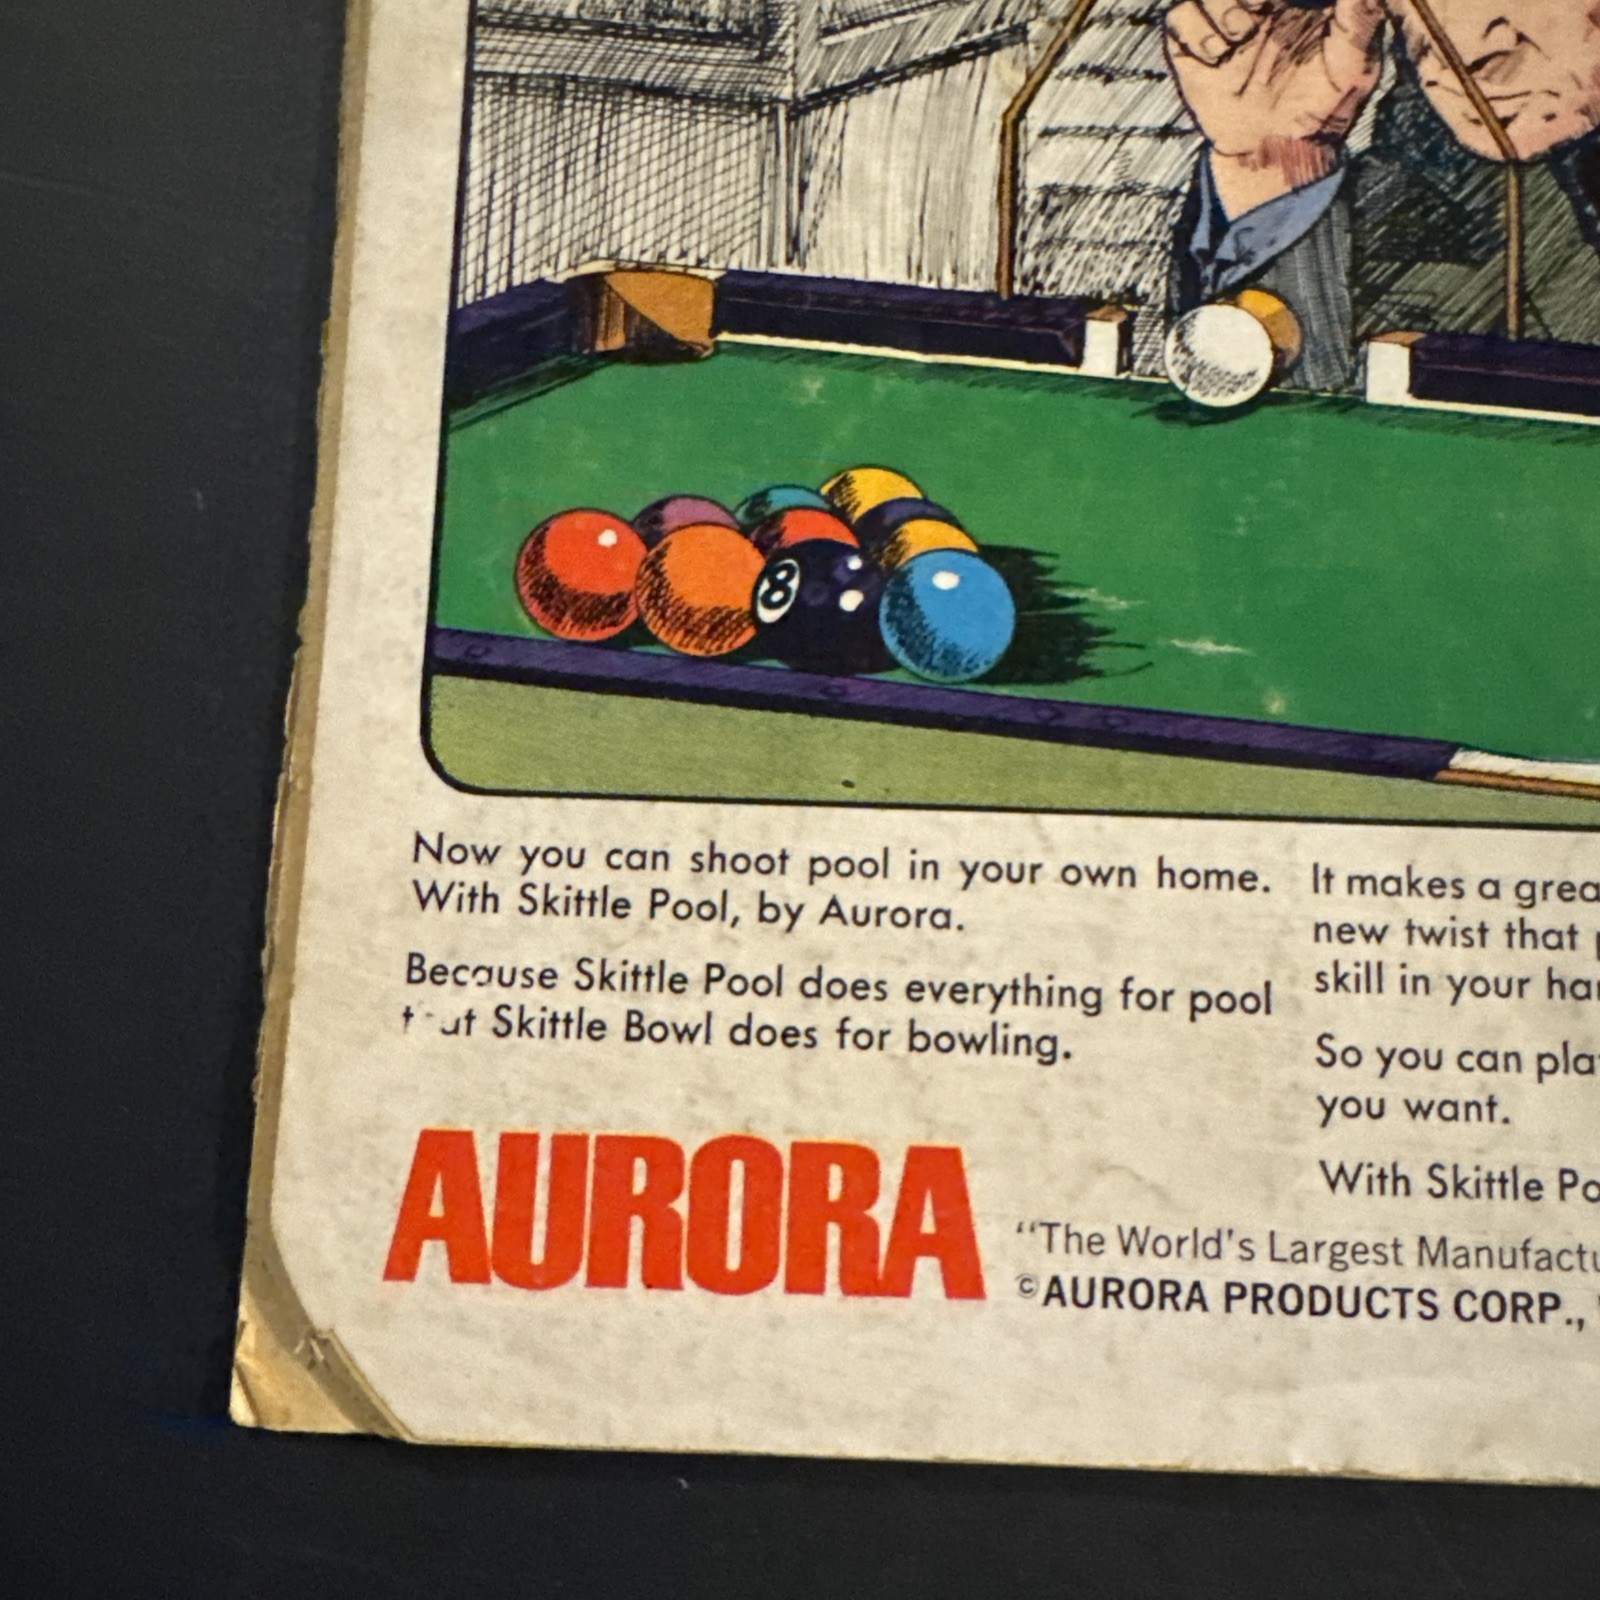 8
Now you can shoot pool in your own home.
With Skittle Pool, by Aurora.
Because Skittle Pool does everything for pool
Skittle Bowl does for bowling.
It makes a
new twist that
skill in your
So you can
you want.
With Skittle
AURORA
"The World's Largest
©AURORA PRODUCTS CORP.,